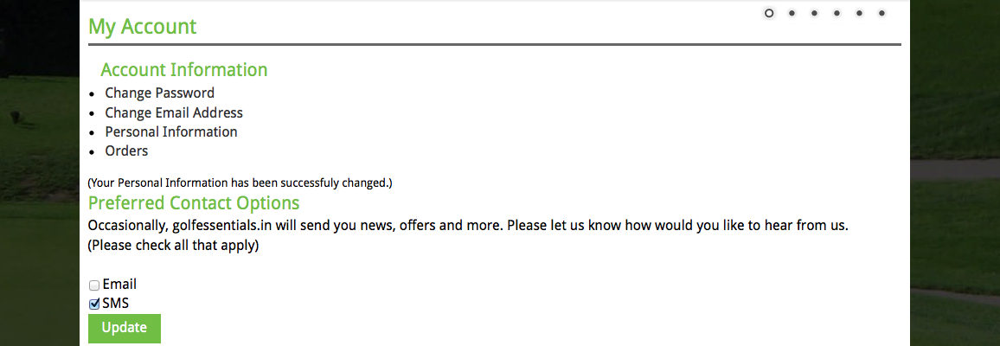 My Account
Account Information
Change Password
Change Email Address
Personal Information
Orders
(Your Personal Information has been successfuly changed.)
Preferred Contact Options
Occasionally, golfessentials.in will send you news, offers and more. Please let us know how would you like to hear from us.
(Please check all that apply)
Email
SMS
Update